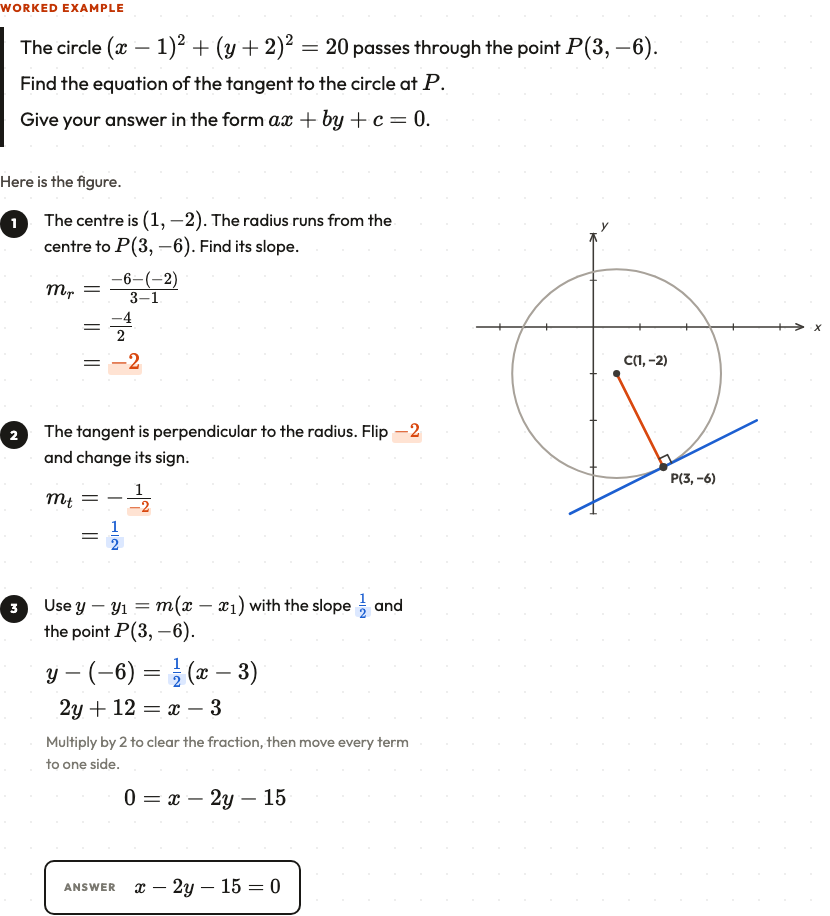 WORKED EXAMPLE
The circle (x − 1)² + (y + 2)² = 20 passes through the point P(3, −6).
Find the equation of the tangent to the circle at P.
Give your answer in the form ax + by + c = 0.
Here is the figure.
1
The centre is (1, −2). The radius runs from the
centre to P(3, −6). Find its slope.
m_r = \frac{−6−(−2)}{3−1}
= \frac{−4}{2}
= −2
2
The tangent is perpendicular to the radius. Flip −2
and change its sign.
m_t = −\frac{1}{−2}
= \frac{1}{2}
3
Use y − y₁ = m(x − x₁) with the slope \frac{1}{2} and
the point P(3, −6).
y − (−6) = \frac{1}{2}(x − 3)
2y + 12 = x − 3
Multiply by 2 to clear the fraction, then move every term
to one side.
0 = x − 2y − 15
ANSWER x − 2y − 15 = 0
y
x
C(1, −2)
P(3, −6)